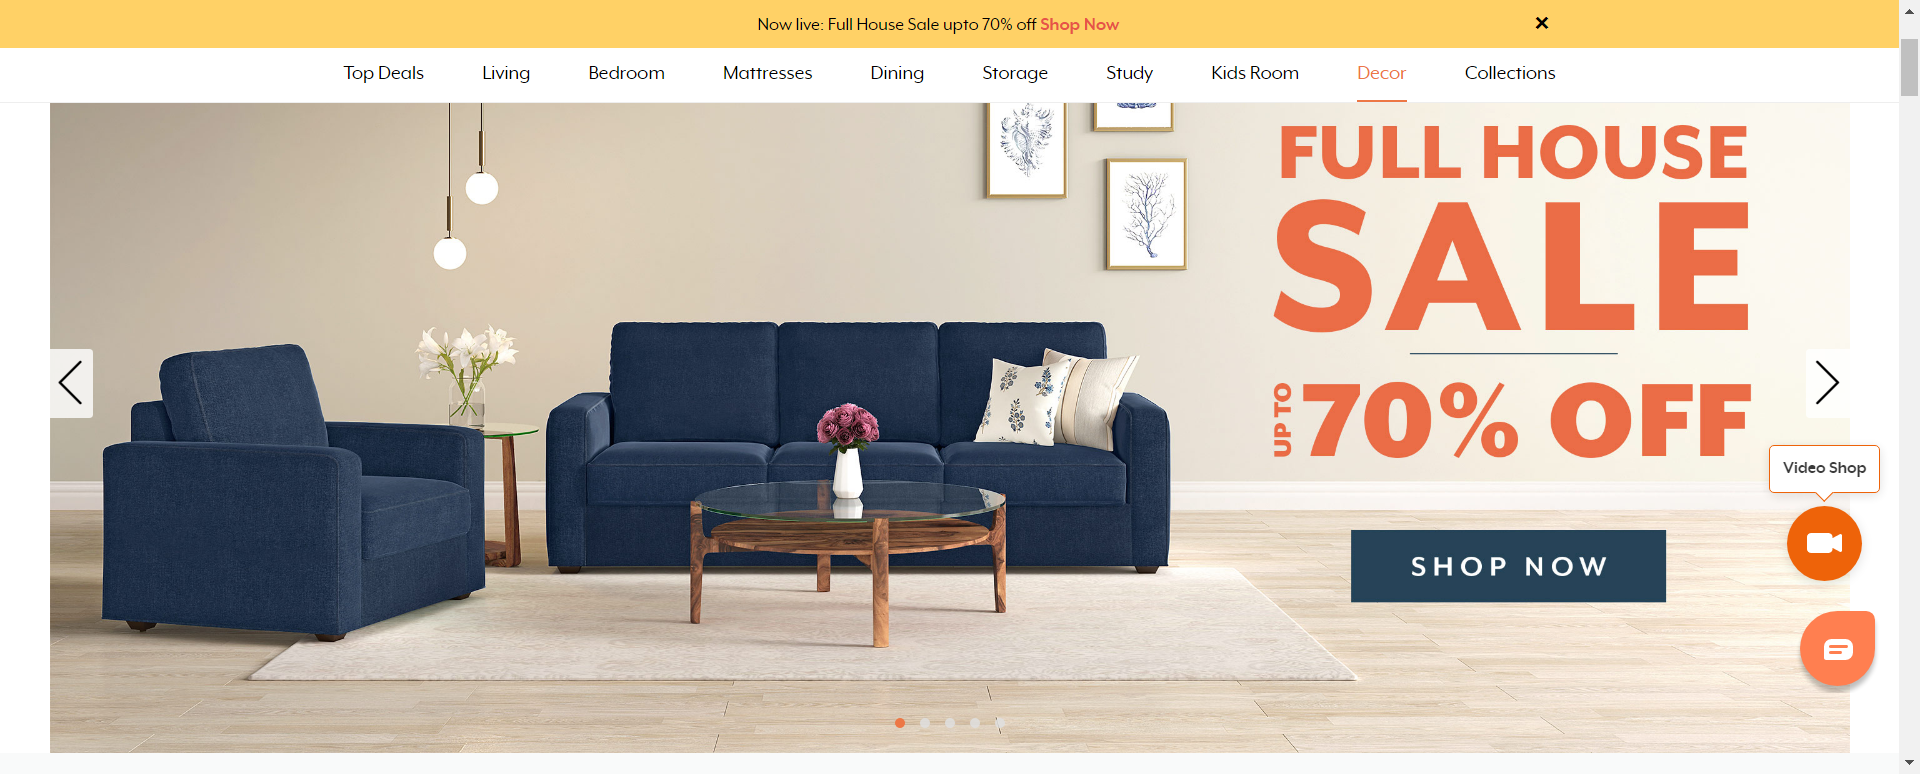 Now live: Full House Sale upto 70% off Shop Now
Top Deals Living Bedroom Mattresses Dining Storage Study Kids Room Decor Collections
FULL HOUSE
SALE
UP TO 70% OFF
Video Shop
SHOP NOW